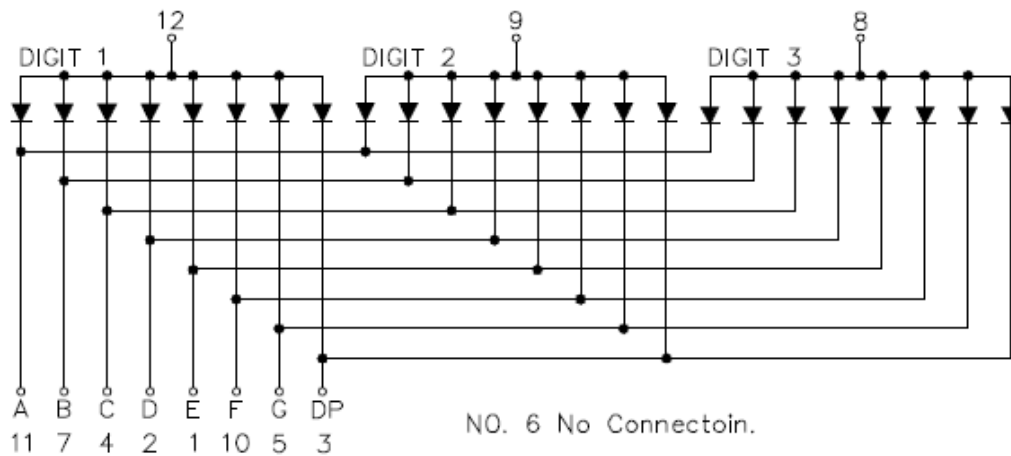 12 9 8
DIGIT 1 DIGIT 2 DIGIT 3
A B C D E F G DP
11 7 4 2 1 10 5 3
NO. 6 No Connectoin.